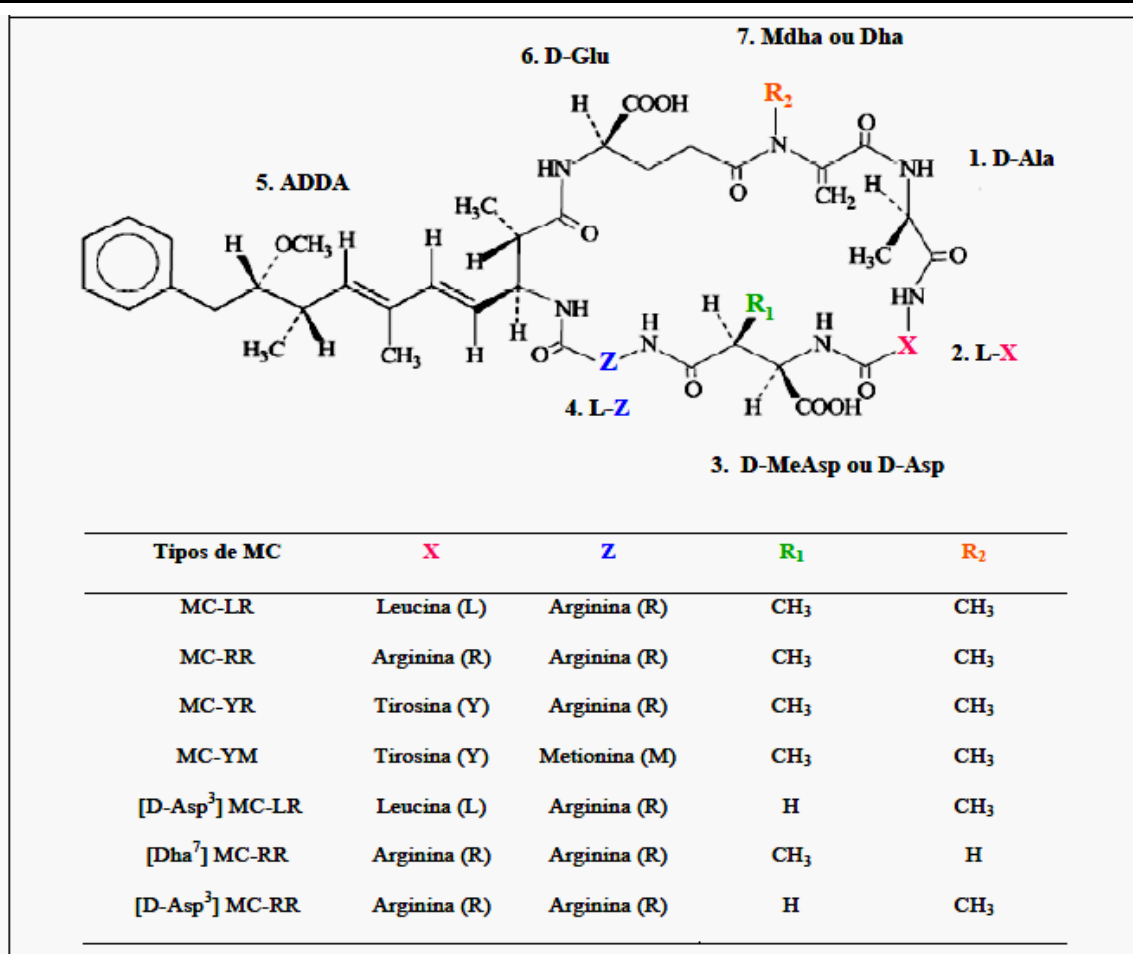 7. Mdha ou Dha
6. D-Glu
R₂
H COOH
O
N
HN
NH
1. D-Ala
5. ADDA
O
CH₂
H
H₃C
O
H OCH₃ H
H
H
H₃C
O
NH
H
HN
H₃C H
CH₃
H
O
Z
H
N
H R₁
H
N
X
2. L-X
O
H COOH
O
4. L-Z
3. D-MeAsp ou D-Asp
Tipos de MC X Z R₁ R₂
MC-LR Leucina (L) Arginina (R) CH₃ CH₃
MC-RR Arginina (R) Arginina (R) CH₃ CH₃
MC-YR Tirosina (Y) Arginina (R) CH₃ CH₃
MC-YM Tirosina (Y) Metionina (M) CH₃ CH₃
[D-Asp³] MC-LR Leucina (L) Arginina (R) H CH₃
[Dha⁷] MC-RR Arginina (R) Arginina (R) CH₃ H
[D-Asp³] MC-RR Arginina (R) Arginina (R) H CH₃